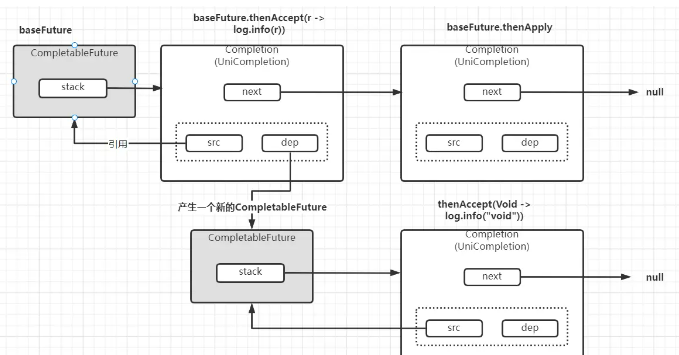 baseFuture
baseFuture.thenAccept(r ->
log.info(r))
baseFuture.thenApply
CompletableFuture
stack
Completion
(UniCompletion)
next
src
dep
Completion
(UniCompletion)
next
src
dep
null
引用
产生一个新的CompletableFuture
CompletableFuture
stack
thenAccept(Void ->
log.info("void"))
Completion
(UniCompletion)
next
src
dep
null